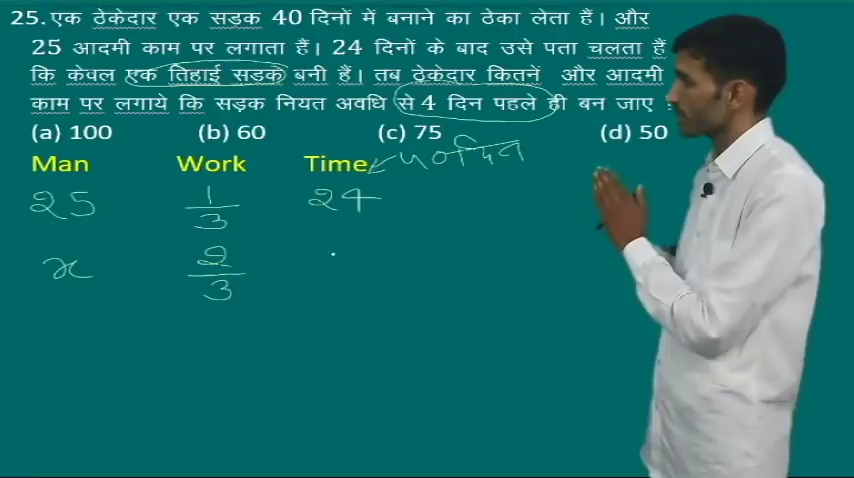 25. एक ठेकेदार एक सड़क 40 दिनों में बनाने का ठेका लेता हैं। और
25 आदमी काम पर लगाता हैं। 24 दिनों के बाद उसे पता चलता हैं
कि केवल एक तिहाई सड़क बनी हैं। तब ठेकेदार कितनें और आदमी
काम पर लगाये कि सड़क नियत अवधि से 4 दिन पहले ही बन जाए ?
(a) 100 (b) 60 (c) 75 (d) 50
Man Work Time
25 1/3 24
x 2/3